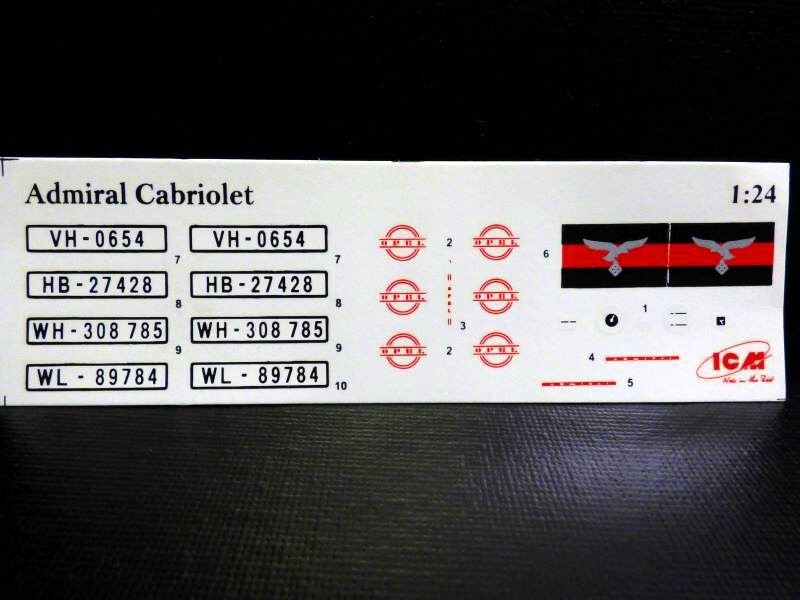 Admiral Cabriolet 1:24
VH-0654 7 VH-0654 7
HB-27428 8 HB-27428 8
WH-308 785 9 WH-308 785 9
WL-89784 WL-89784 10
OPEL 2 OPEL
OPEL OPEL OPEL
3
OPEL 2 OPEL
6
1
4 ADMIRAL
ADMIRAL 5
ICM